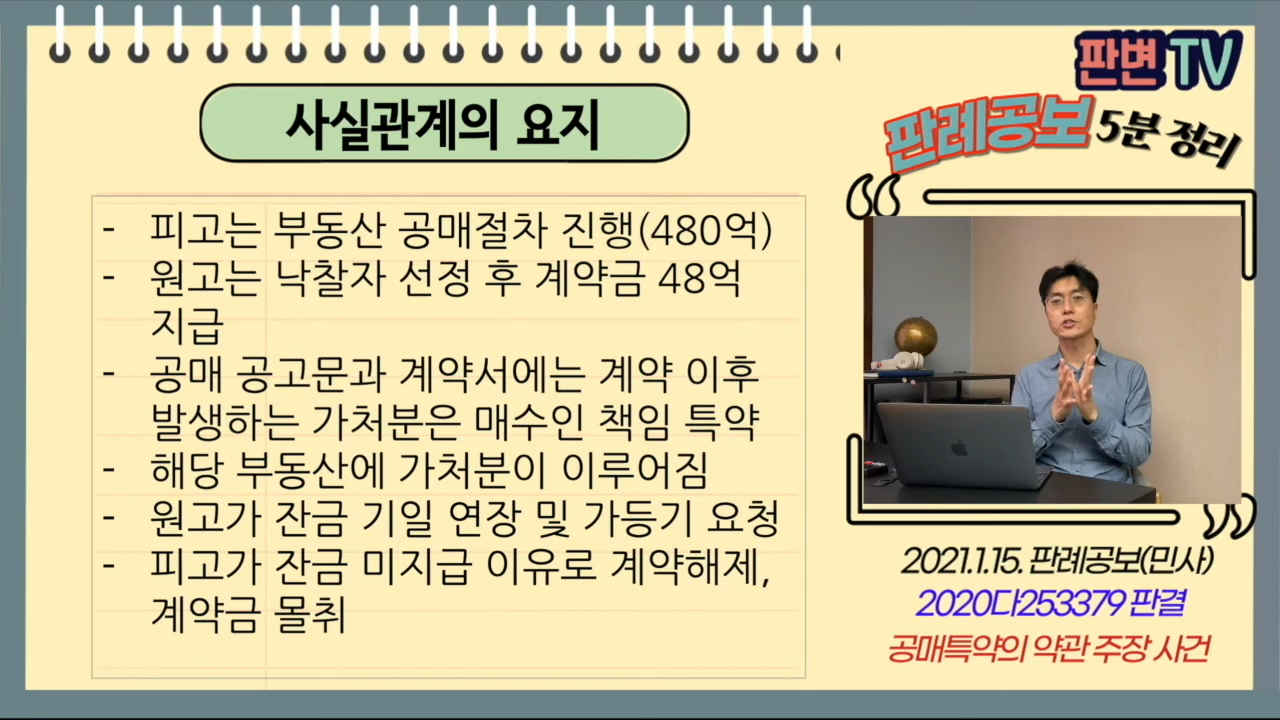 판변 TV
판례공보 5분 정리
사실관계의 요지
- 피고는 부동산 공매절차 진행(480억)
- 원고는 낙찰자 선정 후 계약금 48억
지급
- 공매 공고문과 계약서에는 계약 이후
발생하는 가처분은 매수인 책임 특약
- 해당 부동산에 가처분이 이루어짐
- 원고가 잔금 기일 연장 및 가등기 요청
- 피고가 잔금 미지급 이유로 계약해제,
계약금 몰취
2021.1.15. 판례공보(민사)
2020다253379 판결
공매특약의 약관 주장 사건